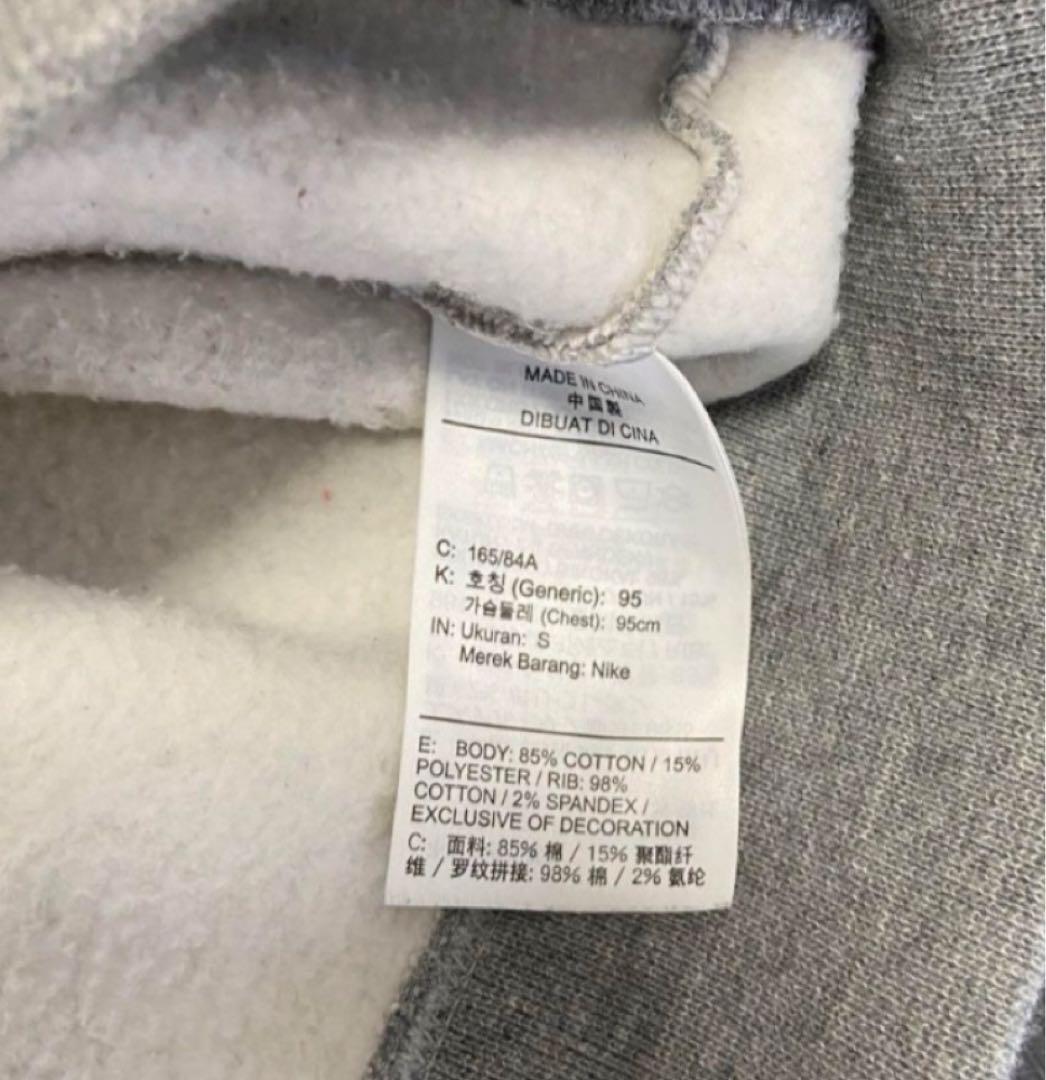 MADE IN CHINA
中国製
DIBUAT DI CINA
C: 165/84A
K: 호칭 (Generic): 95
가슴둘레 (Chest): 95cm
IN: Ukuran: S
Merek Barang: Nike
E: BODY: 85% COTTON / 15%
POLYESTER / RIB: 98%
COTTON / 2% SPANDEX /
EXCLUSIVE OF DECORATION
C: 面料: 85% 棉 / 15% 聚酯纤
维 / 罗纹拼接: 98% 棉 / 2% 氨纶